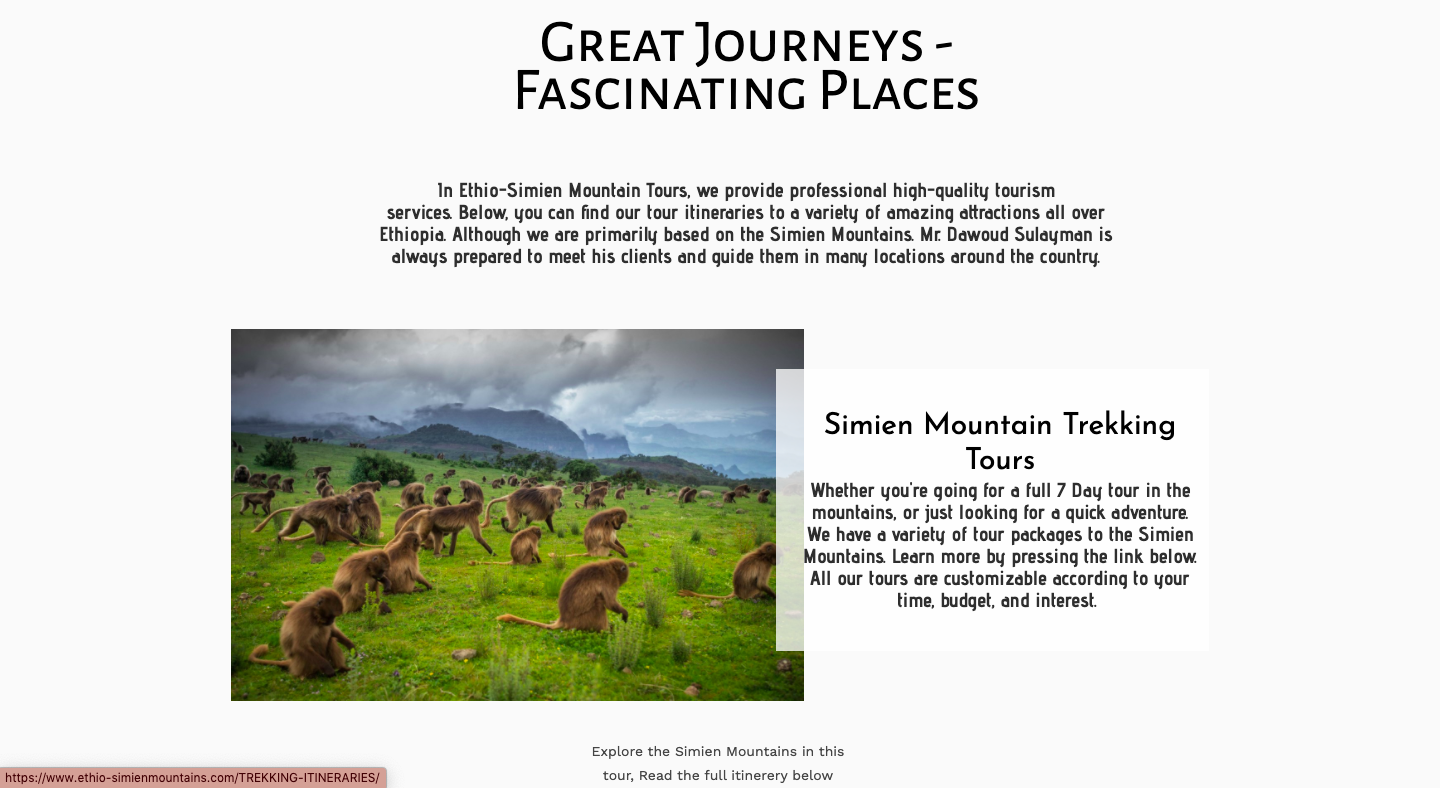 Great Journeys -
Fascinating Places
In Ethio-Simien Mountain Tours, we provide professional high-quality tourism
services. Below, you can find our tour itineraries to a variety of amazing attractions all over
Ethiopia. Although we are primarily based on the Simien Mountains. Mr. Dawoud Sulayman is
always prepared to meet his clients and guide them in many locations around the country.
Simien Mountain Trekking
Tours
Whether you're going for a full 7 Day tour in the
mountains, or just looking for a quick adventure.
We have a variety of tour packages to the Simien
Mountains. Learn more by pressing the link below.
All our tours are customizable according to your
time, budget, and interest.
Explore the Simien Mountains in this
tour, Read the full itinerery below
https://www.ethio-simienmountains.com/TREKKING-ITINERARIES/